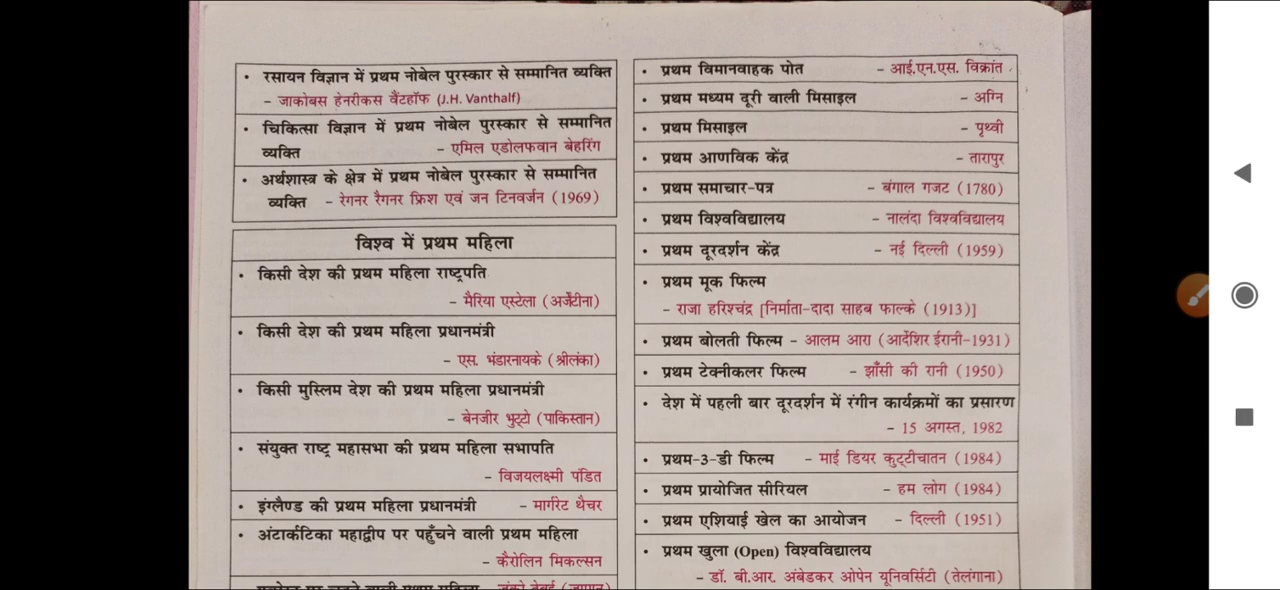 • रसायन विज्ञान में प्रथम नोबेल पुरस्कार से सम्मानित व्यक्ति
– जाकोबस हेनरीकस वैंटहॉफ (J.H. Vanthalf)
• चिकित्सा विज्ञान में प्रथम नोबेल पुरस्कार से सम्मानित
व्यक्ति – एमिल एडोलफवान बेहरिंग
• अर्थशास्त्र के क्षेत्र में प्रथम नोबेल पुरस्कार से सम्मानित
व्यक्ति – रेगनर रैगनर फ्रिश एवं जन टिनवर्जन (1969)
विश्व में प्रथम महिला
• किसी देश की प्रथम महिला राष्ट्रपति
– मैरिया एस्टेला (अर्जेंटीना)
• किसी देश की प्रथम महिला प्रधानमंत्री
– एस. भंडारनायके (श्रीलंका)
• किसी मुस्लिम देश की प्रथम महिला प्रधानमंत्री
– बेनजीर भुट्टो (पाकिस्तान)
• संयुक्त राष्ट्र महासभा की प्रथम महिला सभापति
– विजयलक्ष्मी पंडित
• इंग्लैण्ड की प्रथम महिला प्रधानमंत्री – मार्गरेट थैचर
• अंटार्कटिका महाद्वीप पर पहुँचने वाली प्रथम महिला
– कैरोलिन मिकल्सन
• प्रथम विमानवाहक पोत – आई.एन.एस. विक्रांत
• प्रथम मध्यम दूरी वाली मिसाइल – अग्नि
• प्रथम मिसाइल – पृथ्वी
• प्रथम आणविक केंद्र – तारापुर
• प्रथम समाचार-पत्र – बंगाल गजट (1780)
• प्रथम विश्वविद्यालय – नालंदा विश्वविद्यालय
• प्रथम दूरदर्शन केंद्र – नई दिल्ली (1959)
• प्रथम मूक फिल्म
– राजा हरिश्चंद्र [निर्माता-दादा साहब फाल्के (1913)]
• प्रथम बोलती फिल्म – आलम आरा (आर्देशिर ईरानी-1931)
• प्रथम टेक्नीकलर फिल्म – झाँसी की रानी (1950)
• देश में पहली बार दूरदर्शन में रंगीन कार्यक्रमों का प्रसारण
– 15 अगस्त, 1982
• प्रथम-3-डी फिल्म – माई डियर कुट्टीचातन (1984)
• प्रथम प्रायोजित सीरियल – हम लोग (1984)
• प्रथम एशियाई खेल का आयोजन – दिल्ली (1951)
• प्रथम खुला (Open) विश्वविद्यालय
– डॉ. बी.आर. अंबेडकर ओपेन यूनिवर्सिटी (तेलंगाना)